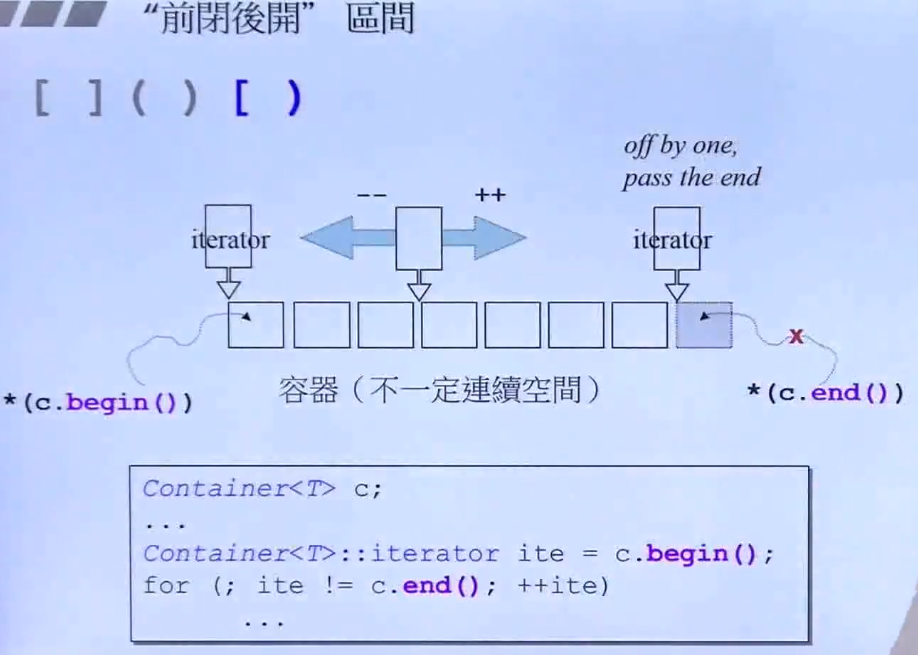 “前閉後開” 區間
[ ] ( ) [ )
off by one,
pass the end
-- ++
iterator iterator
x
*(c.begin()) 容器（不一定連續空間） *(c.end())
Container<T> c;
...
Container<T>::iterator ite = c.begin();
for (; ite != c.end(); ++ite)
...